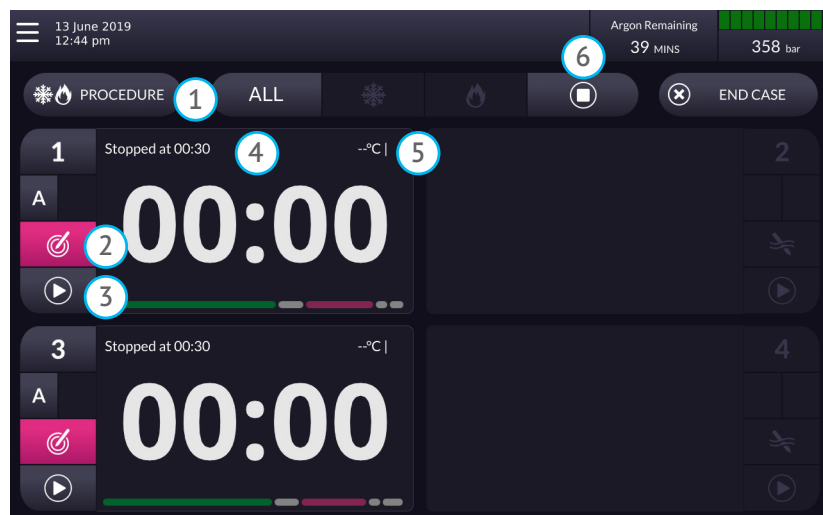 13 June 2019
12:44 pm
Argon Remaining
39 MINS
358 bar
6
PROCEDURE
1
ALL
END CASE
1
Stopped at 00:30
4
--°C |
5
2
A
00:00
2
3
3
Stopped at 00:30
--°C |
4
A
00:00